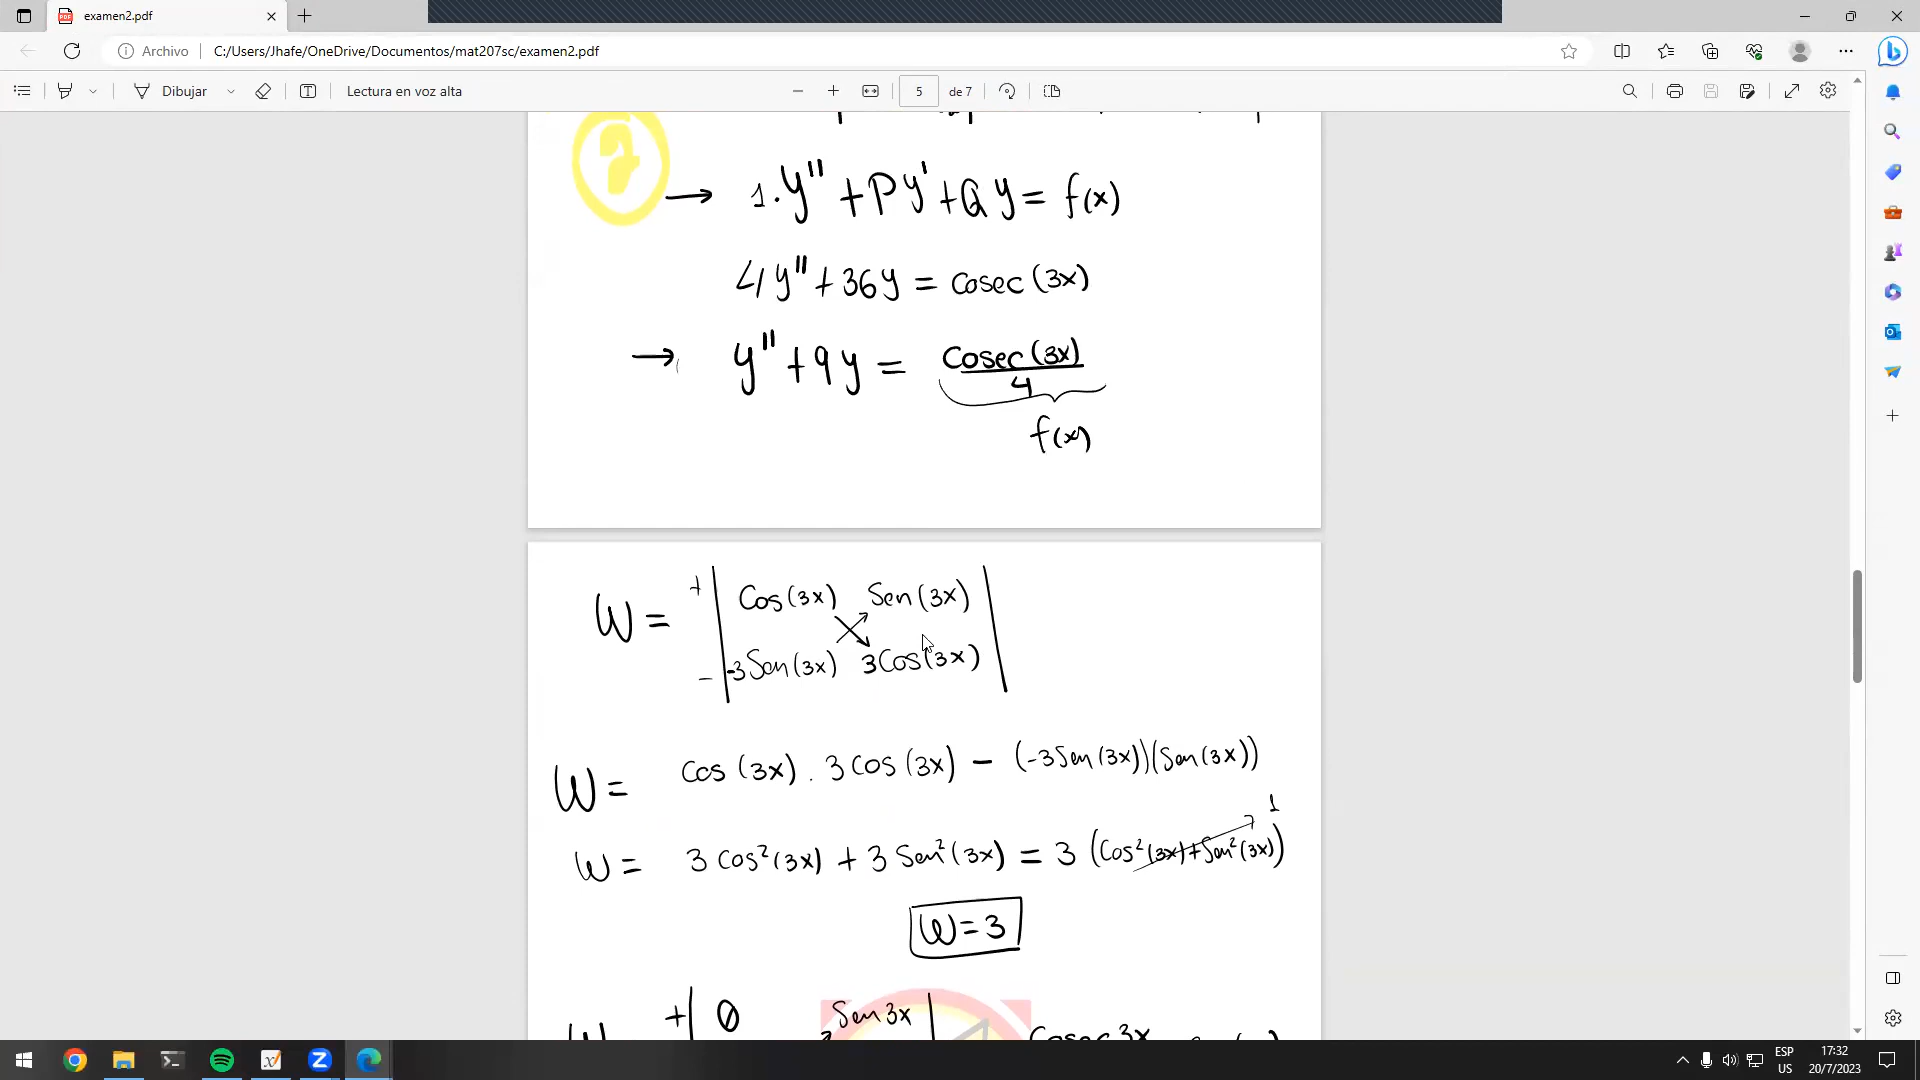 examen2.pdf
Archivo C:/Users/Jhafe/OneDrive/Documentos/mat207sc/examen2.pdf
Dibujar Lectura en voz alta 5 de 7
1.y'' + Py' + Qy = f(x)
4y'' + 36y = cosec(3x)
y'' + 9y = cosec(3x)
4
f(x)
W = + Cos(3x) Sen(3x)
- -3Sen(3x) 3Cos(3x)
W = Cos(3x) . 3Cos(3x) - (-3Sen(3x))(Sen(3x))
1
W = 3Cos²(3x) + 3Sen²(3x) = 3(Cos²(3x)+Sen²(3x))
W=3
+ 0 Sen3x
Cosec3x
ESP 17:32
US 20/7/2023